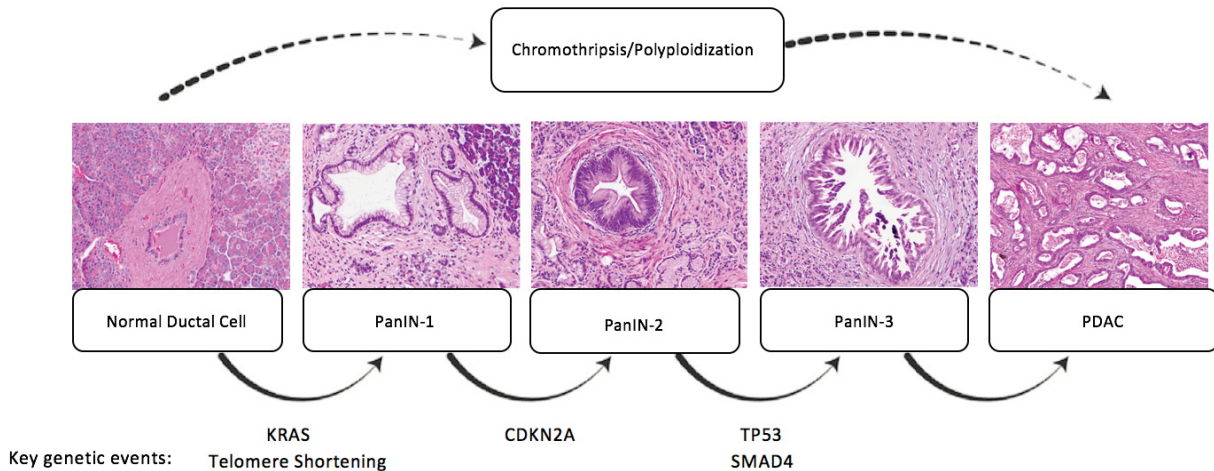 Chromothripsis/Polyploidization
Normal Ductal Cell
PanIN-1
PanIN-2
PanIN-3
PDAC
KRAS
CDKN2A
TP53
Key genetic events:
Telomere Shortening
SMAD4